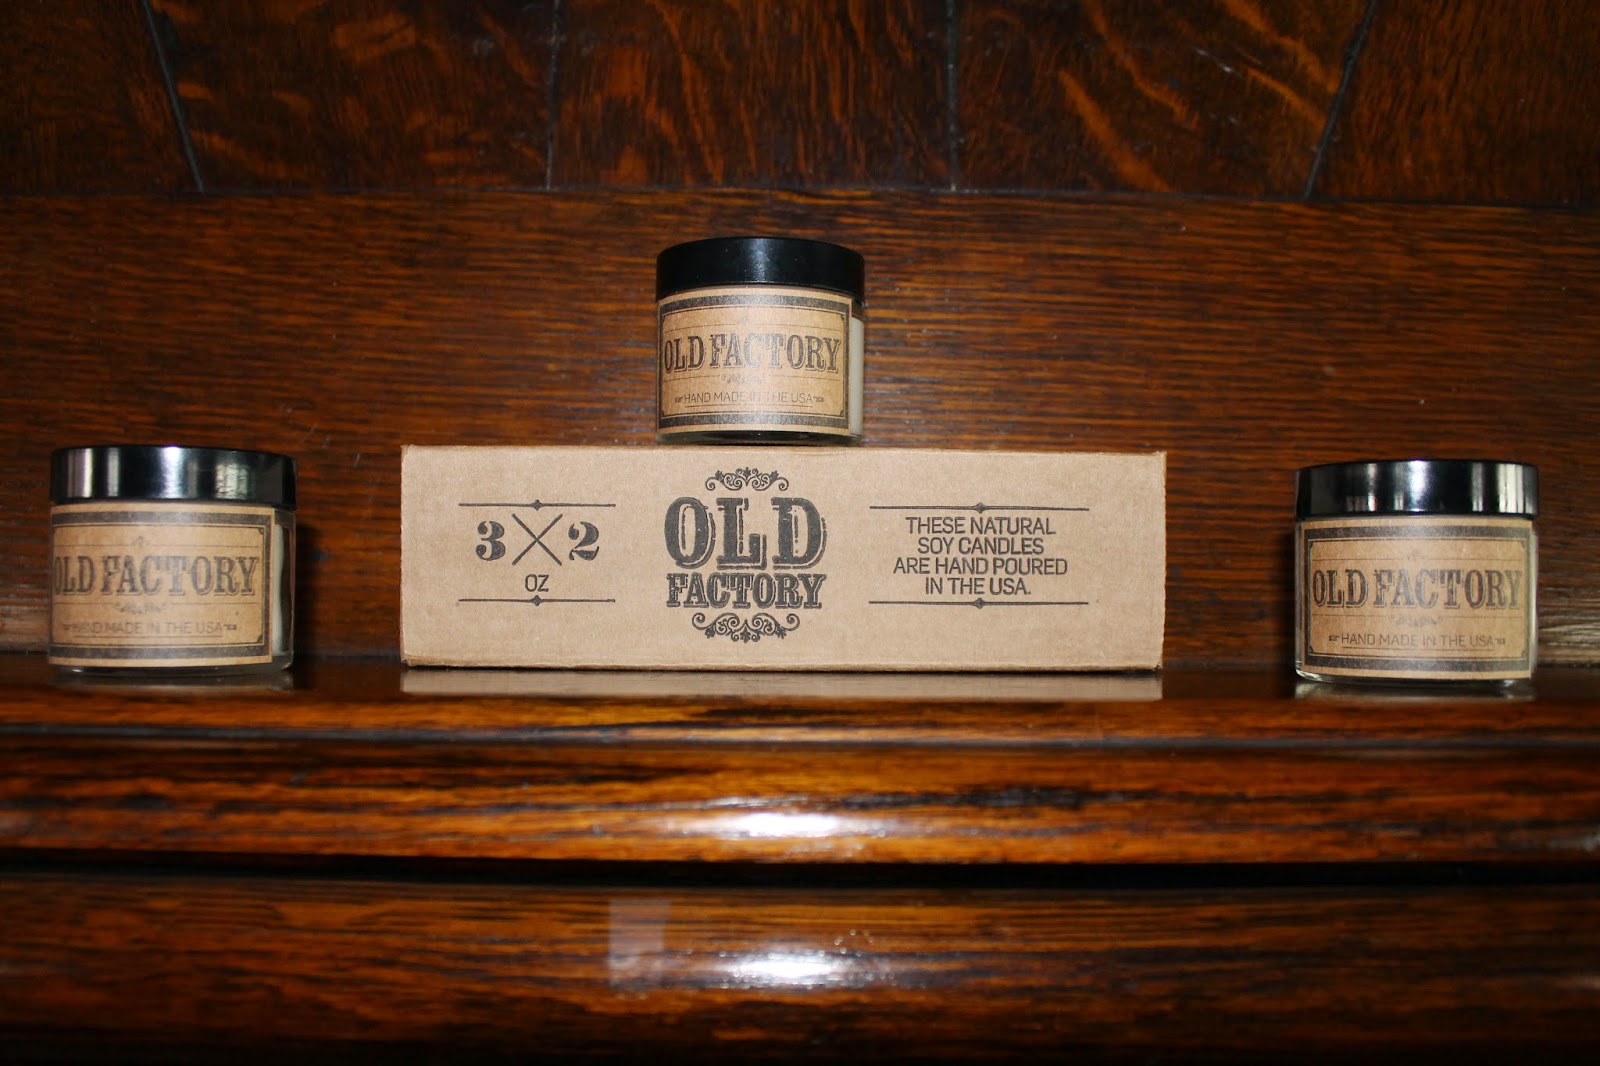 OLD FACTORY
HAND MADE IN THE USA
OLD FACTORY
HAND MADE IN THE USA
3 X 2
OZ
OLD
FACTORY
THESE NATURAL
SOY CANDLES
ARE HAND POURED
IN THE USA.
OLD FACTORY
HAND MADE IN THE USA